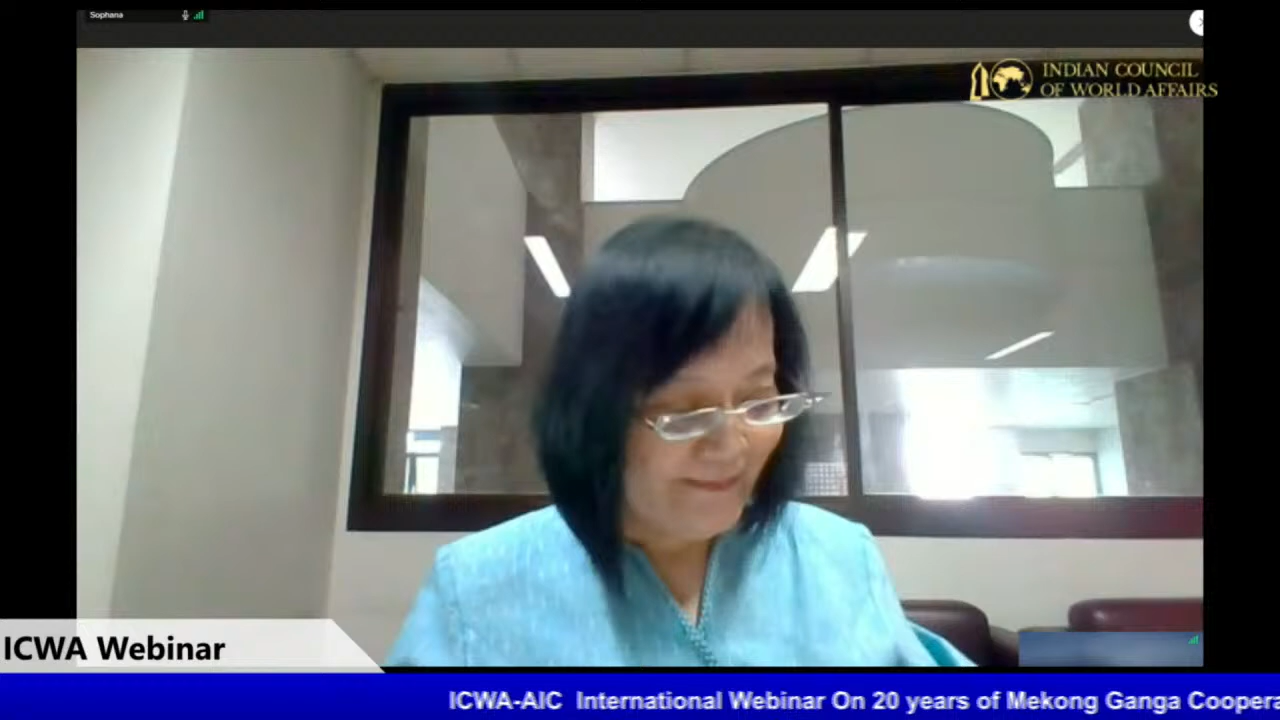 Sophana
INDIAN COUNCIL
OF WORLD AFFAIRS
ICWA Webinar
ICWA-AIC International Webinar On 20 years of Mekong Ganga Coopera